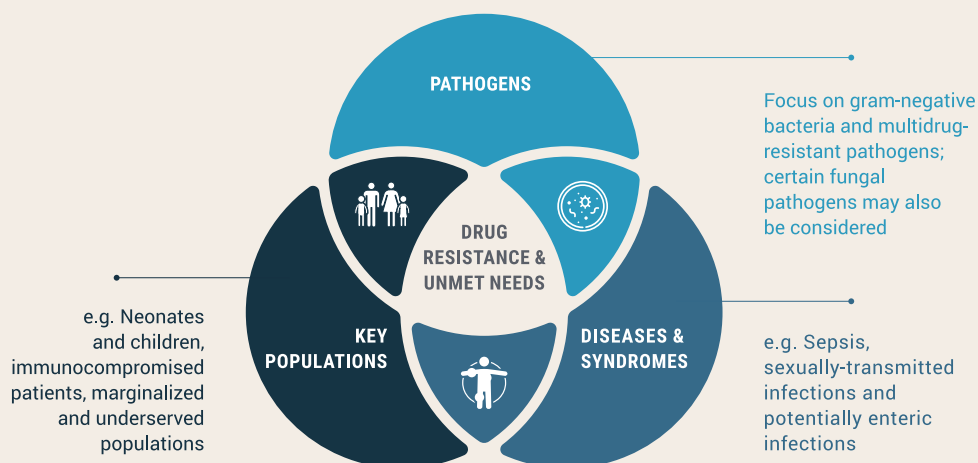 PATHOGENS
Focus on gram-negative
bacteria and multidrug-
resistant pathogens;
certain fungal
pathogens may also
be considered
DRUG
RESISTANCE &
UNMET NEEDS
KEY
POPULATIONS
e.g. Neonates
and children,
immunocompromised
patients, marginalized
and underserved
populations
DISEASES &
SYNDROMES
e.g. Sepsis,
sexually-transmitted
infections and
potentially enteric
infections